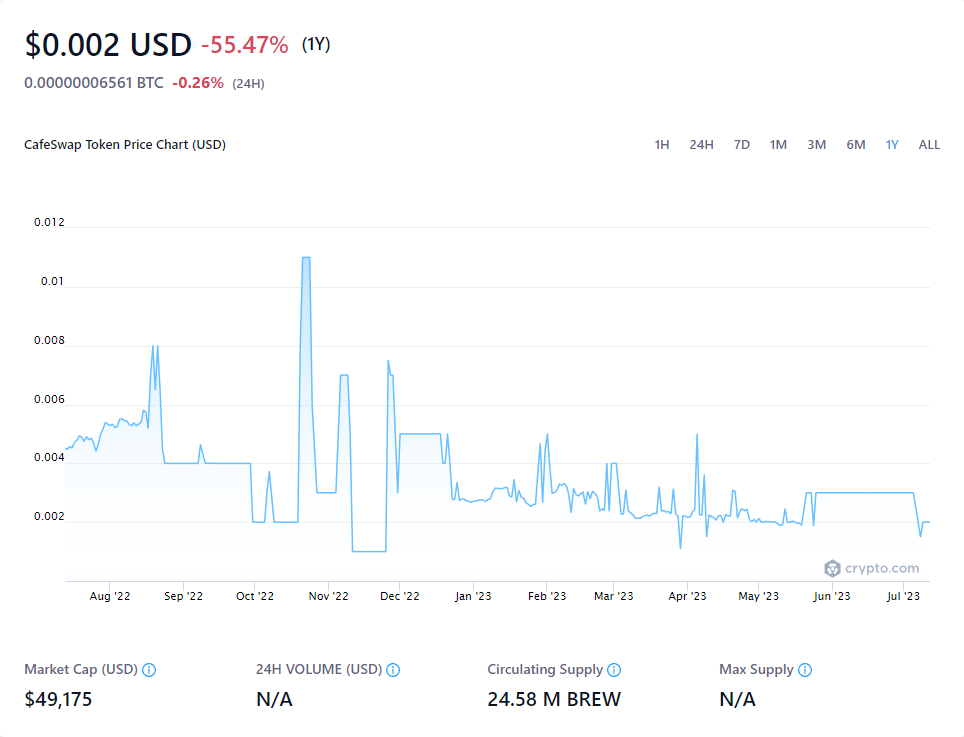 $0.002 USD -55.47% (1Y)
0.00000006561 BTC -0.26% (24H)
CafeSwap Token Price Chart (USD) 1H 24H 7D 1M 3M 6M 1Y ALL
0.012
0.01
0.008
0.006
0.004
0.002
crypto.com
Aug '22 Sep '22 Oct '22 Nov '22 Dec '22 Jan '23 Feb '23 Mar '23 Apr '23 May '23 Jun '23 Jul '23
Market Cap (USD) 24H VOLUME (USD) Circulating Supply Max Supply
$49,175 N/A 24.58 M BREW N/A